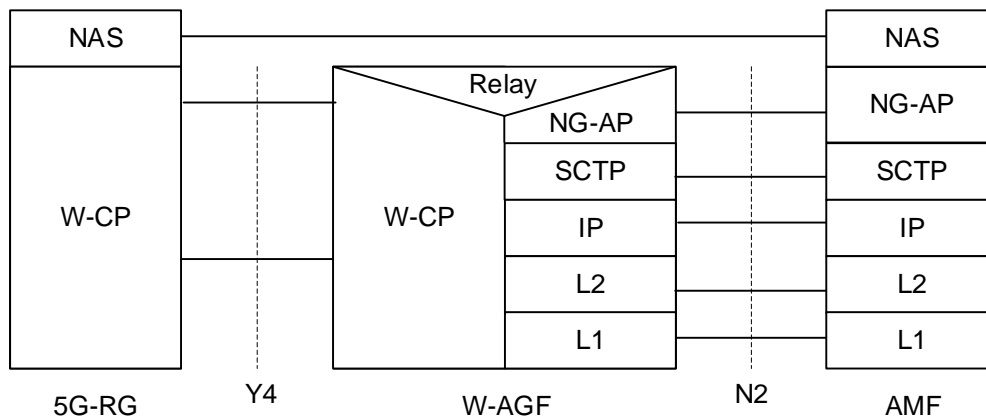 NAS
NAS
Relay
NG-AP
NG-AP
SCTP
SCTP
W-CP
W-CP
IP
IP
L2
L2
L1
L1
5G-RG
Y4
W-AGF
N2
AMF